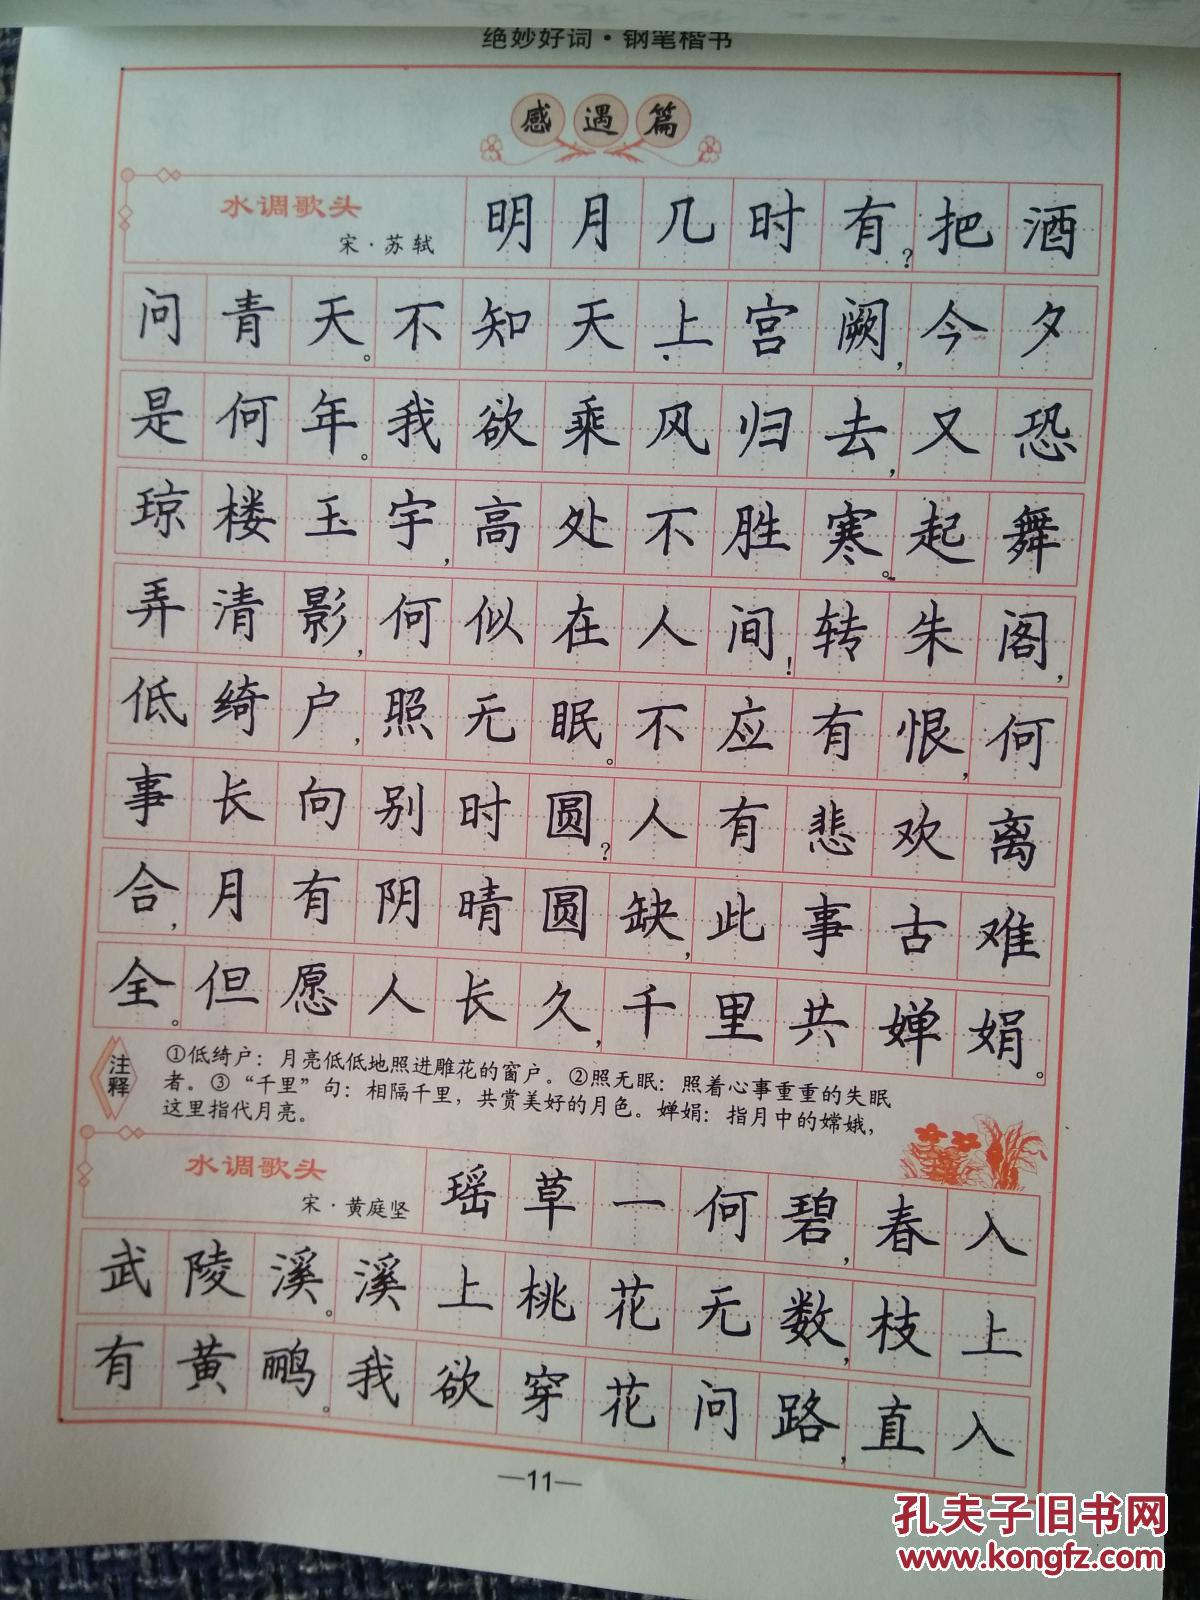 绝妙好词·钢笔楷书
感遇篇
水调歌头
宋·苏轼
明月几时有?把酒
问青天。不知天上宫阙,今夕
是何年。我欲乘风归去,又恐
琼楼玉宇,高处不胜寒。起舞
弄清影,何似在人间!转朱阁,
低绮户,照无眠。不应有恨,何
事长向别时圆?人有悲欢离
合,月有阴晴圆缺,此事古难
全。但愿人长久,千里共婵娟。
注释
①低绮户：月亮低低地照进雕花的窗户。②照无眠：照着心事重重的失眠
者。③“千里”句：相隔千里，共赏美好的月色。婵娟：指月中的嫦娥，
这里指代月亮。
水调歌头
宋·黄庭坚
瑶草一何碧,春入
武陵溪。溪上桃花无数,枝上
有黄鹂。我欲穿花问路,直入
—11—
孔夫子旧书网
www.kongfz.com